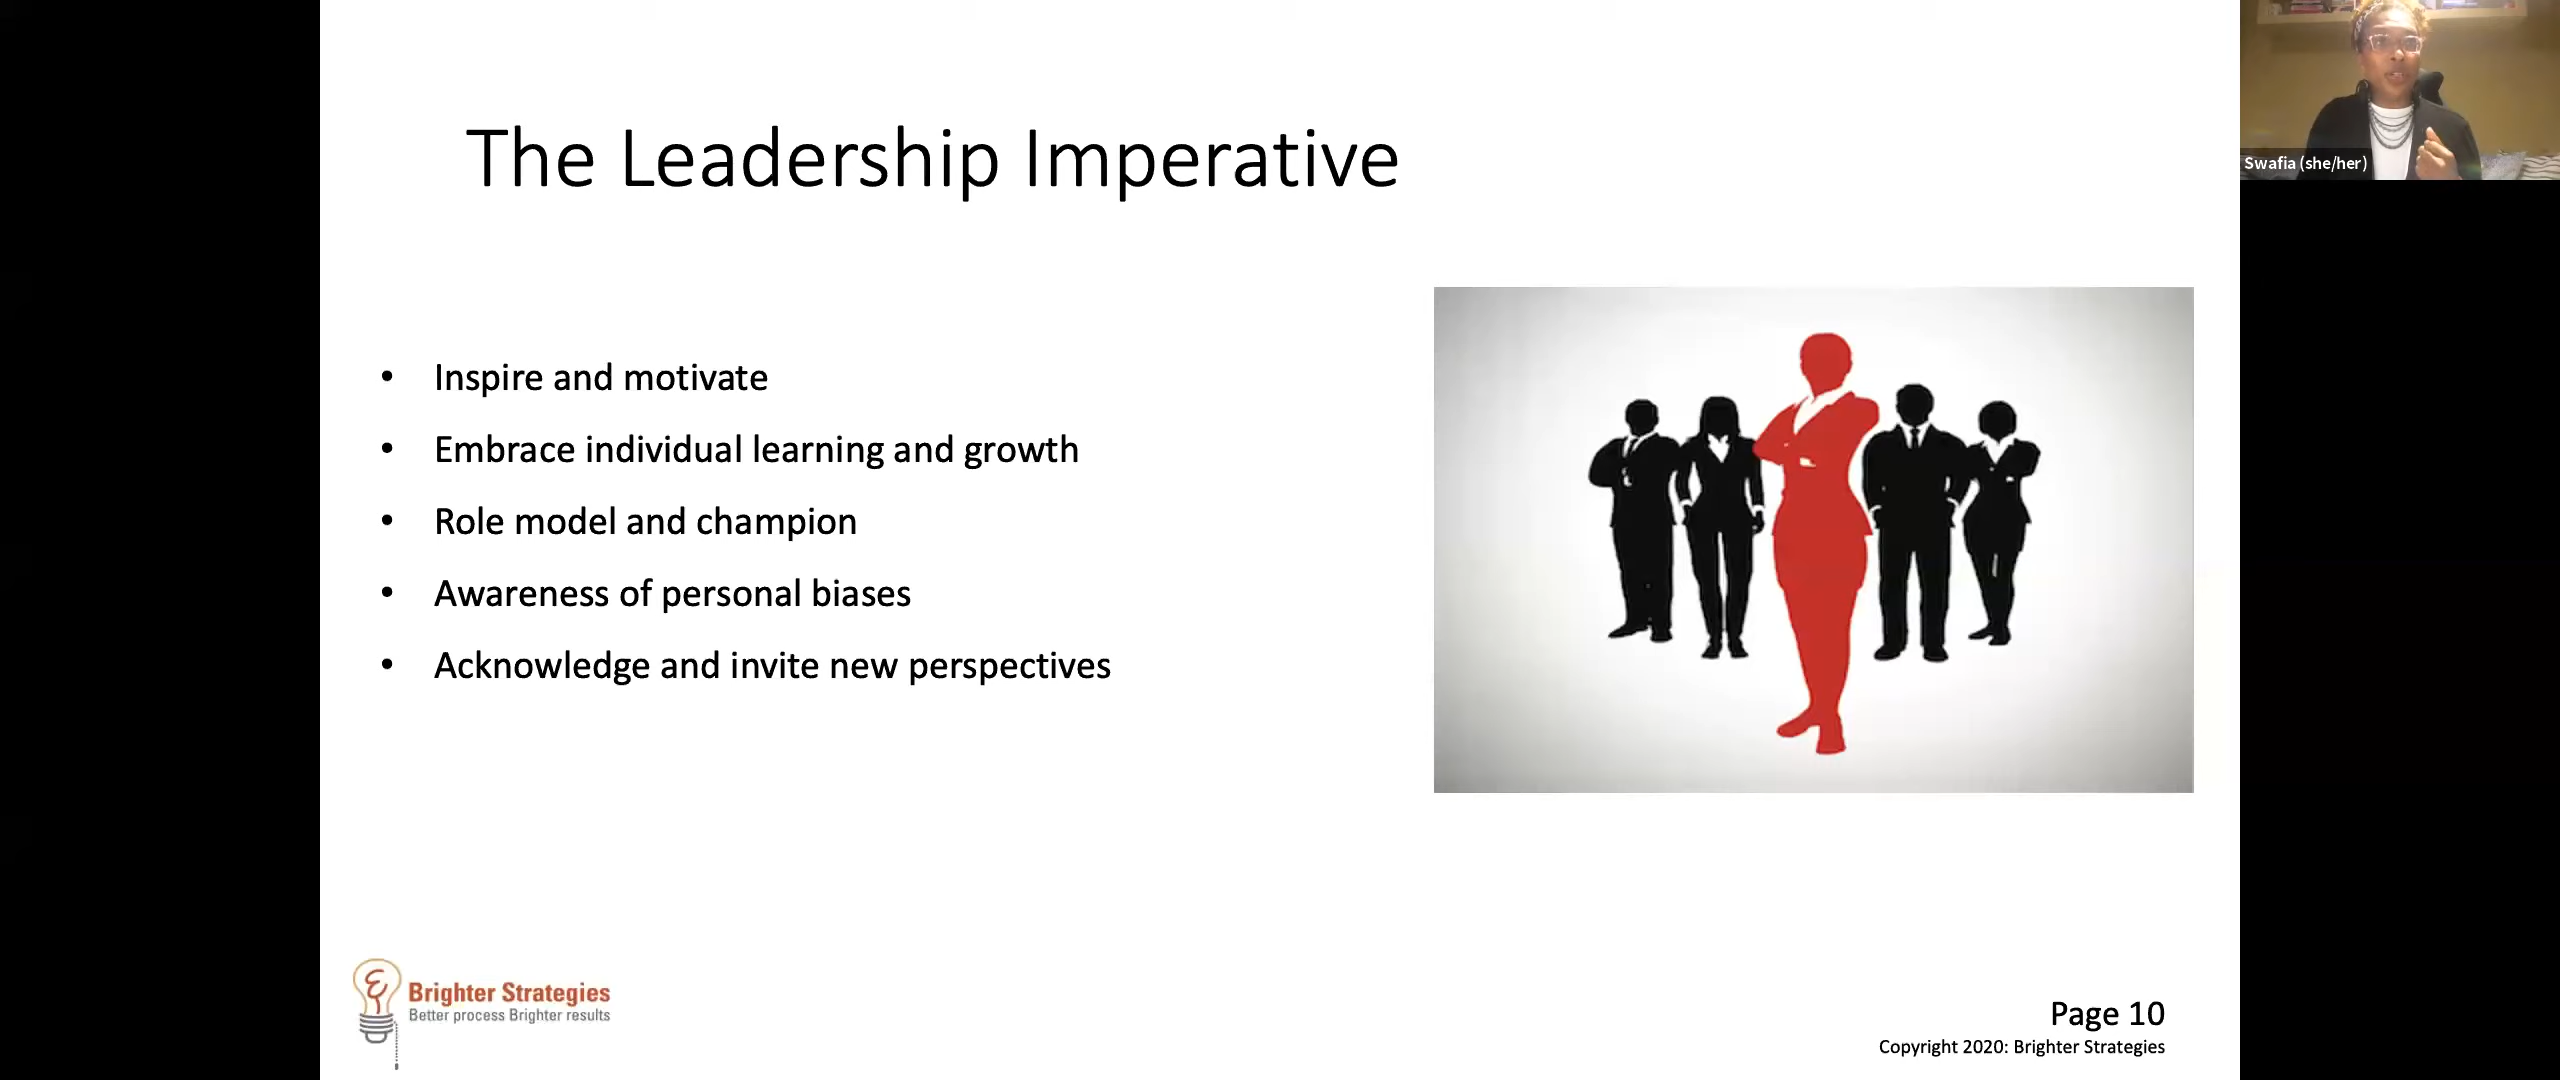 The Leadership Imperative
Swafia (she/her)
• Inspire and motivate
• Embrace individual learning and growth
• Role model and champion
• Awareness of personal biases
• Acknowledge and invite new perspectives
Brighter Strategies
Better process Brighter results
Page 10
Copyright 2020: Brighter Strategies